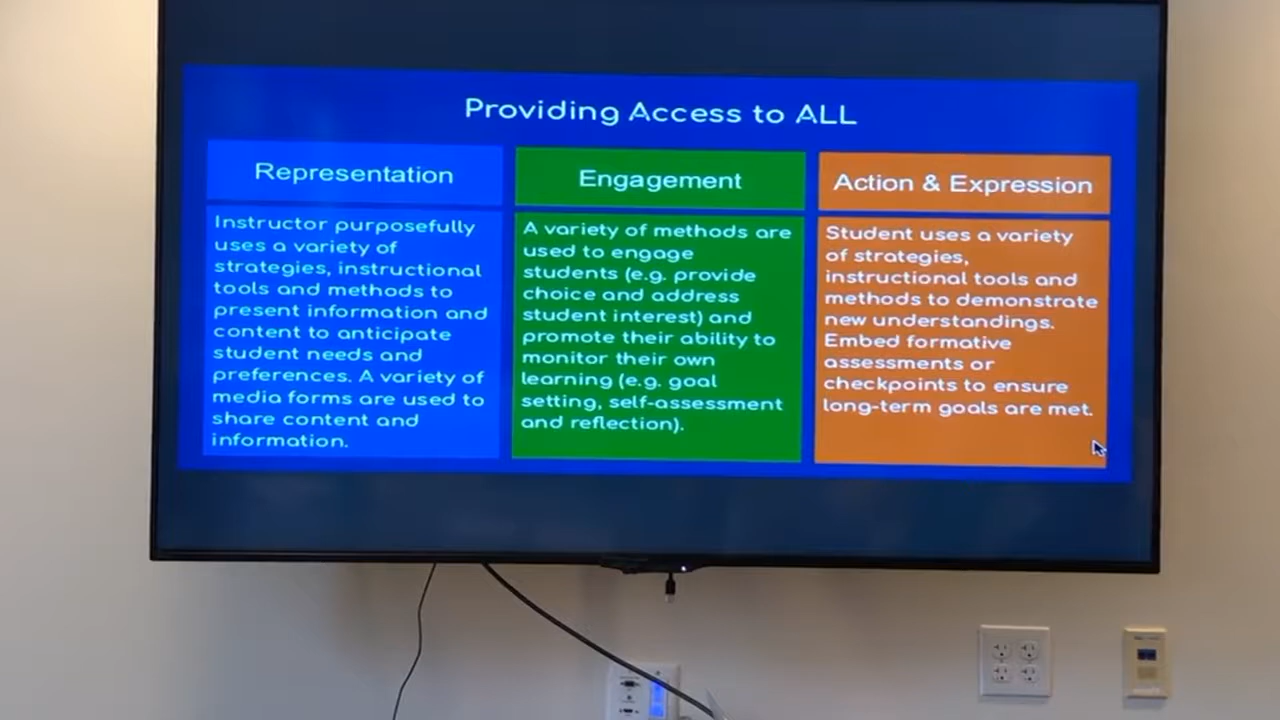 Providing Access to ALL
Representation
Instructor purposefully
uses a variety of
strategies, instructional
tools and methods to
present information and
content to anticipate
student needs and
preferences. A variety of
media forms are used to
share content and
information.
Engagement
A variety of methods are
used to engage
students (e.g. provide
choice and address
student interest) and
promote their ability to
monitor their own
learning (e.g. goal
setting, self-assessment
and reflection).
Action & Expression
Student uses a variety
of strategies,
instructional tools and
methods to demonstrate
new understandings.
Embed formative
assessments or
checkpoints to ensure
long-term goals are met.